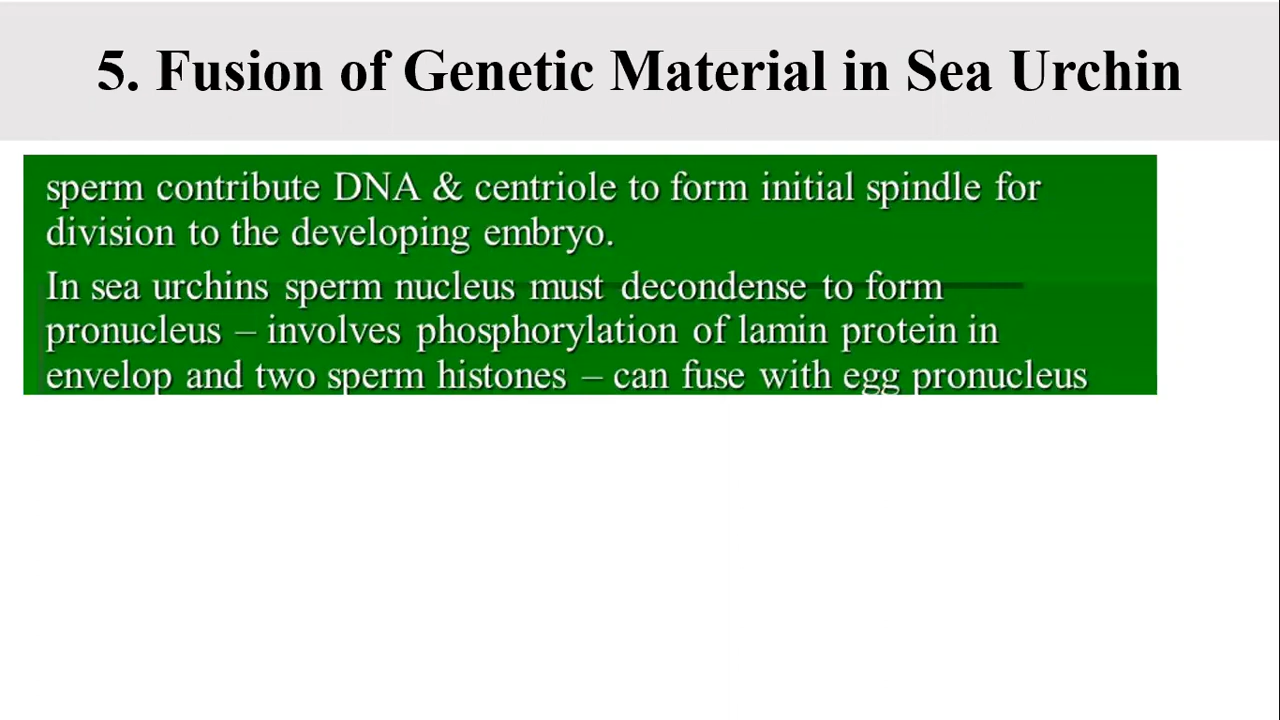 5. Fusion of Genetic Material in Sea Urchin
sperm contribute DNA & centriole to form initial spindle for
division to the developing embryo.
In sea urchins sperm nucleus must decondense to form
pronucleus – involves phosphorylation of lamin protein in
envelop and two sperm histones – can fuse with egg pronucleus